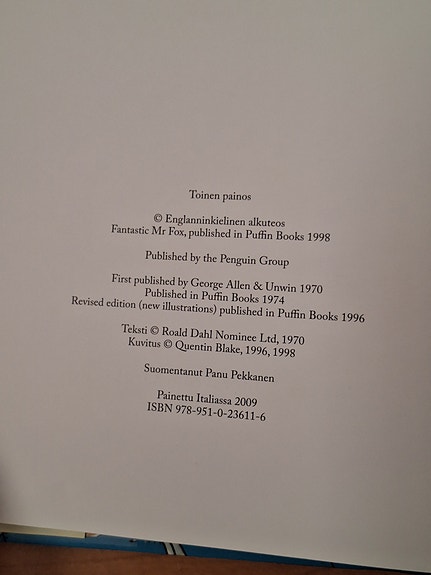 Toinen painos
© Englanninkielinen alkuteos
Fantastic Mr Fox, published in Puffin Books 1998
Published by the Penguin Group
First published by George Allen & Unwin 1970
Published in Puffin Books 1974
Revised edition (new illustrations) published in Puffin Books 1996
Teksti © Roald Dahl Nominee Ltd, 1970
Kuvitus © Quentin Blake, 1996, 1998
Suomentanut Panu Pekkanen
Painettu Italiassa 2009
ISBN 978-951-0-23611-6